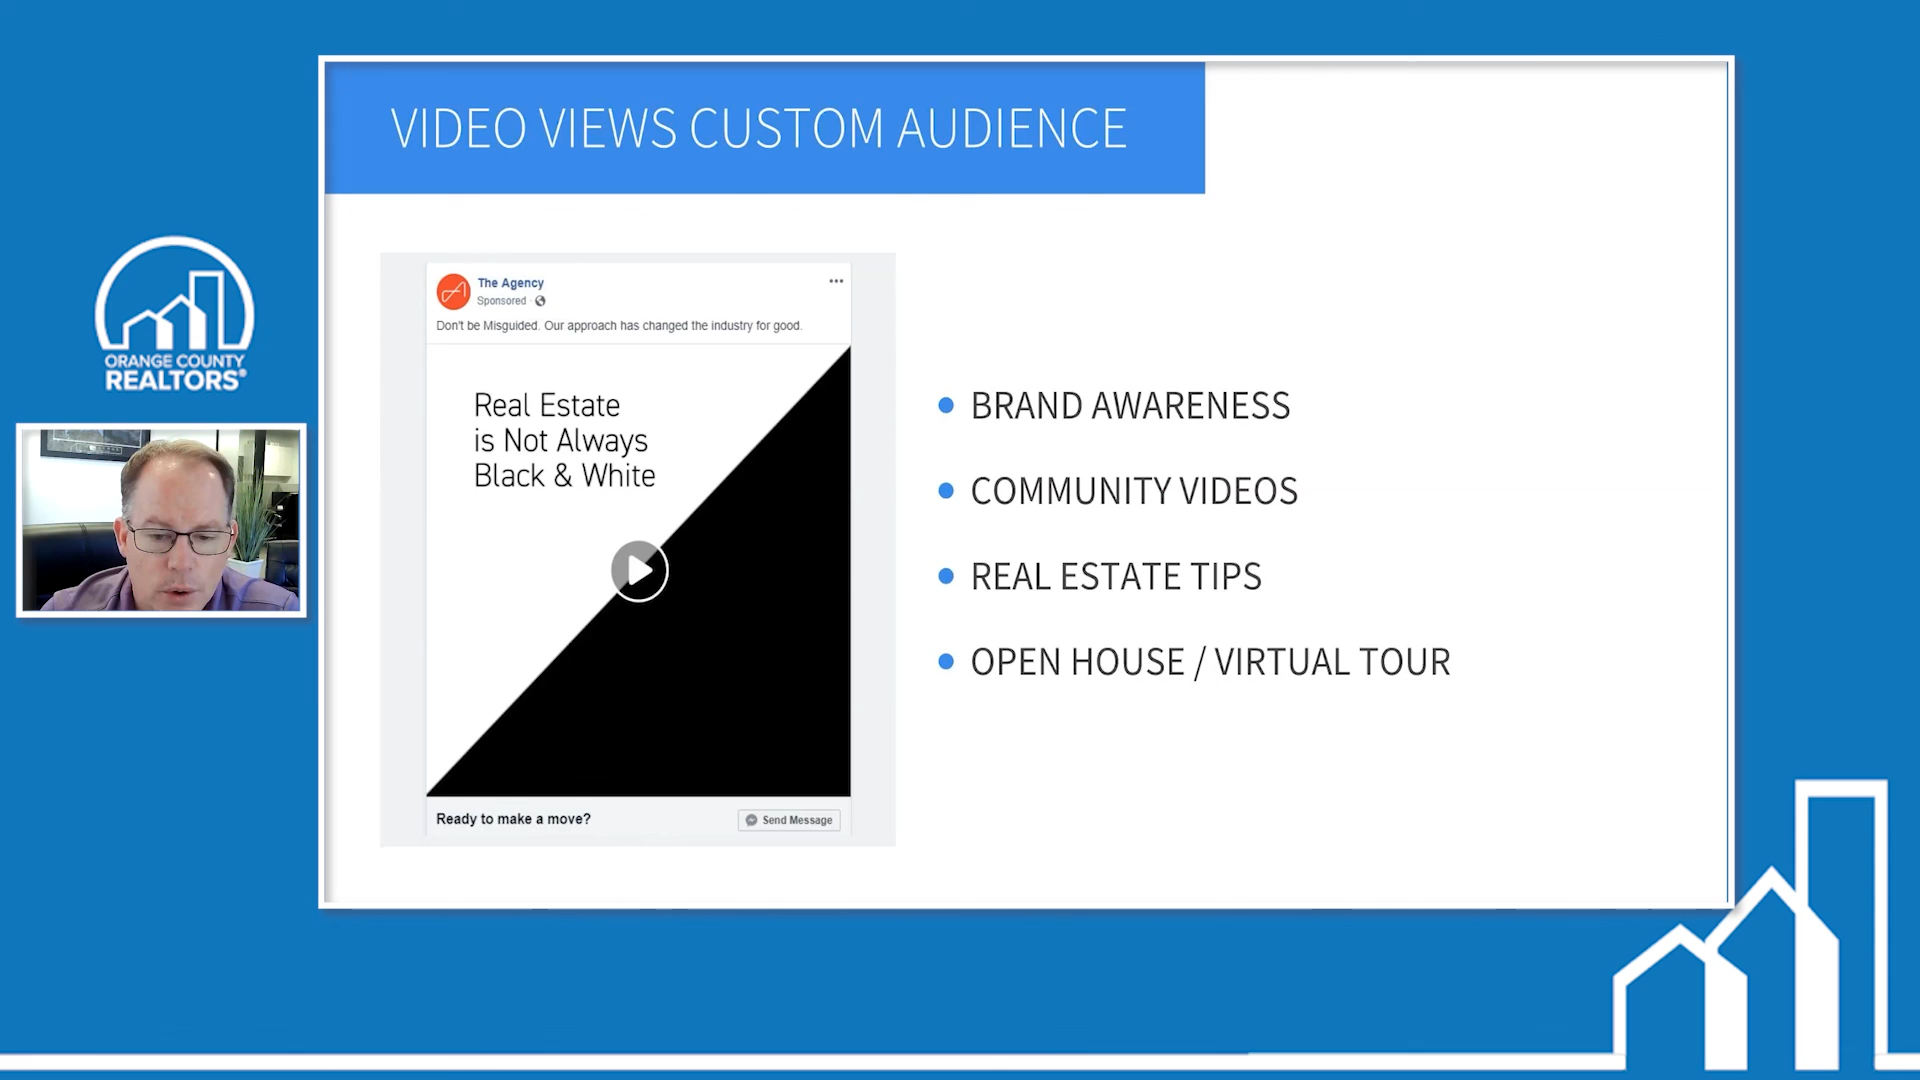 VIDEO VIEWS CUSTOM AUDIENCE
ORANGE COUNTY
REALTORS®
The Agency
Sponsored ·
Don't be Misguided. Our approach has changed the industry for good.
Real Estate
is Not Always
Black & White
Ready to make a move?
Send Message
BRAND AWARENESS
COMMUNITY VIDEOS
REAL ESTATE TIPS
OPEN HOUSE / VIRTUAL TOUR